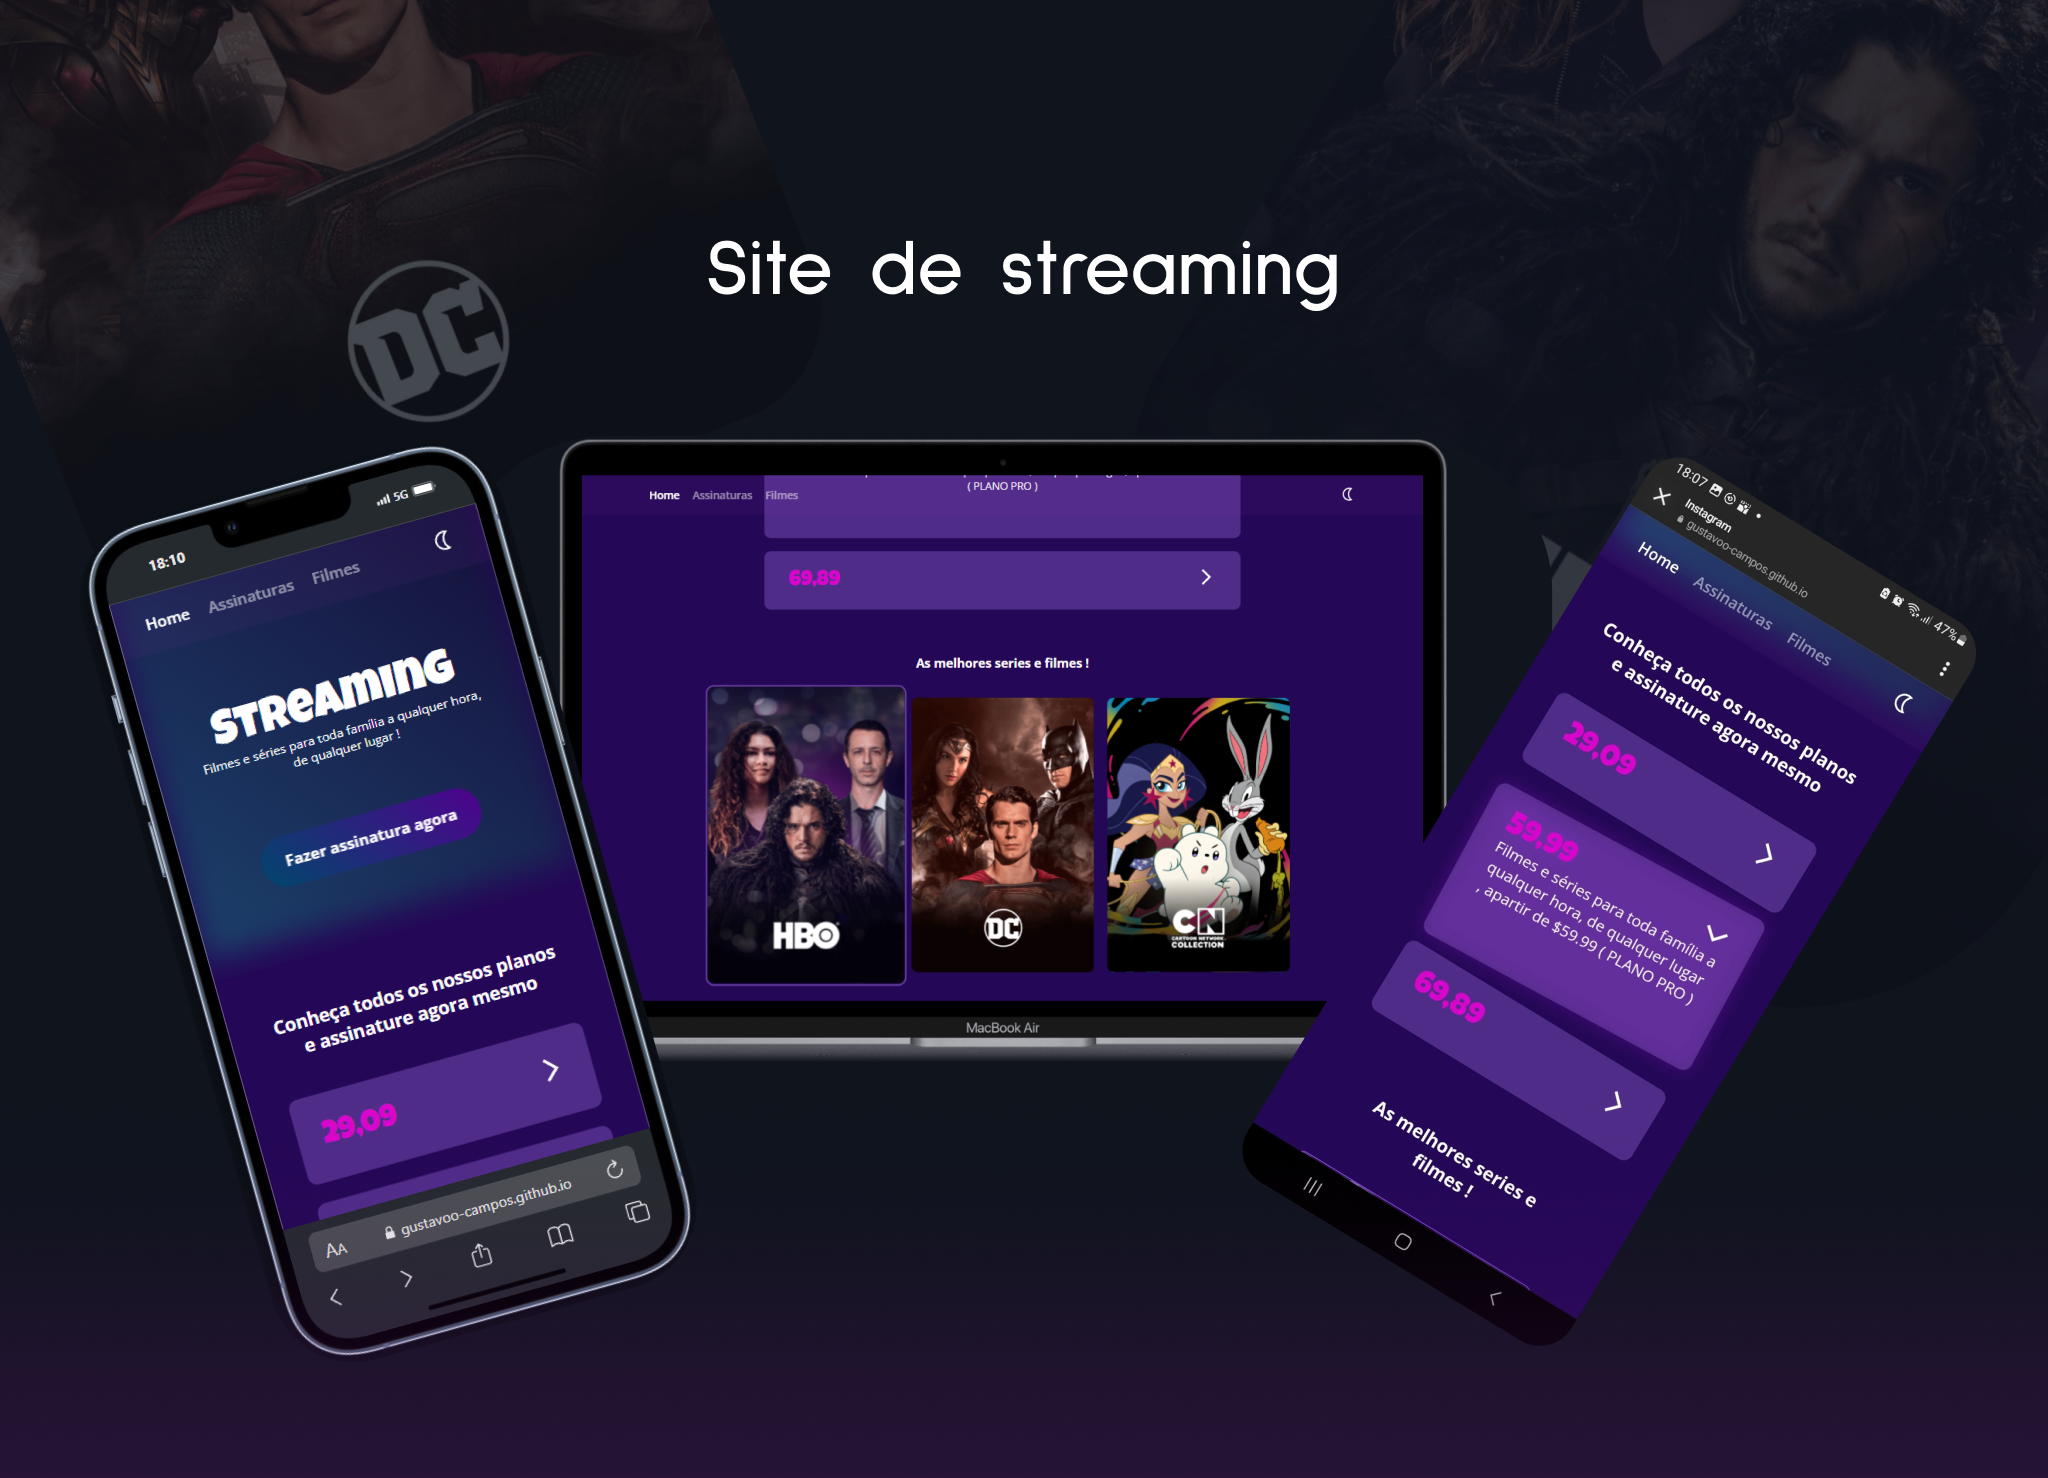 Site de streaming
DC
18:10
5G
Home Assinaturas Filmes
STReAMING
Filmes e séries para toda família a qualquer hora,
de qualquer lugar !
Fazer assinatura agora
Conheça todos os nossos planos
e assinature agora mesmo
29,09
AA gustavoo-campos.github.io
Home Assinaturas Filmes
( PLANO PRO )
69,89
As melhores series e filmes !
HBO
DC
CN
CARTOON NETWORK
COLLECTION
MacBook Air
18:07
47%
Instagram
gustavoo-campos.github.io
Home Assinaturas Filmes
Conheça todos os nossos planos
e assinature agora mesmo
29,09
59,99
Filmes e séries para toda família a
qualquer hora, de qualquer lugar
, apartir de $59.99 ( PLANO PRO )
69,89
As melhores series e
filmes !